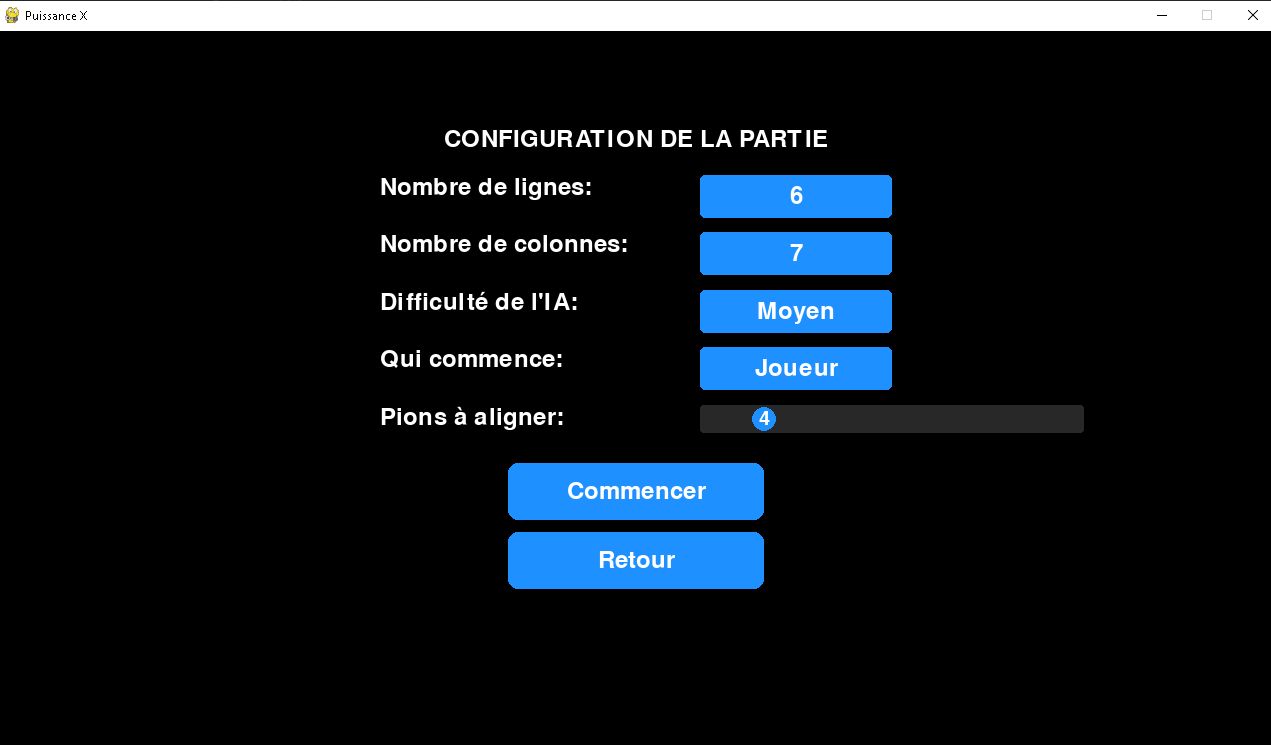 Puissance X
CONFIGURATION DE LA PARTIE
Nombre de lignes: 6
Nombre de colonnes: 7
Difficulté de l'IA: Moyen
Qui commence: Joueur
Pions à aligner: 4
Commencer
Retour